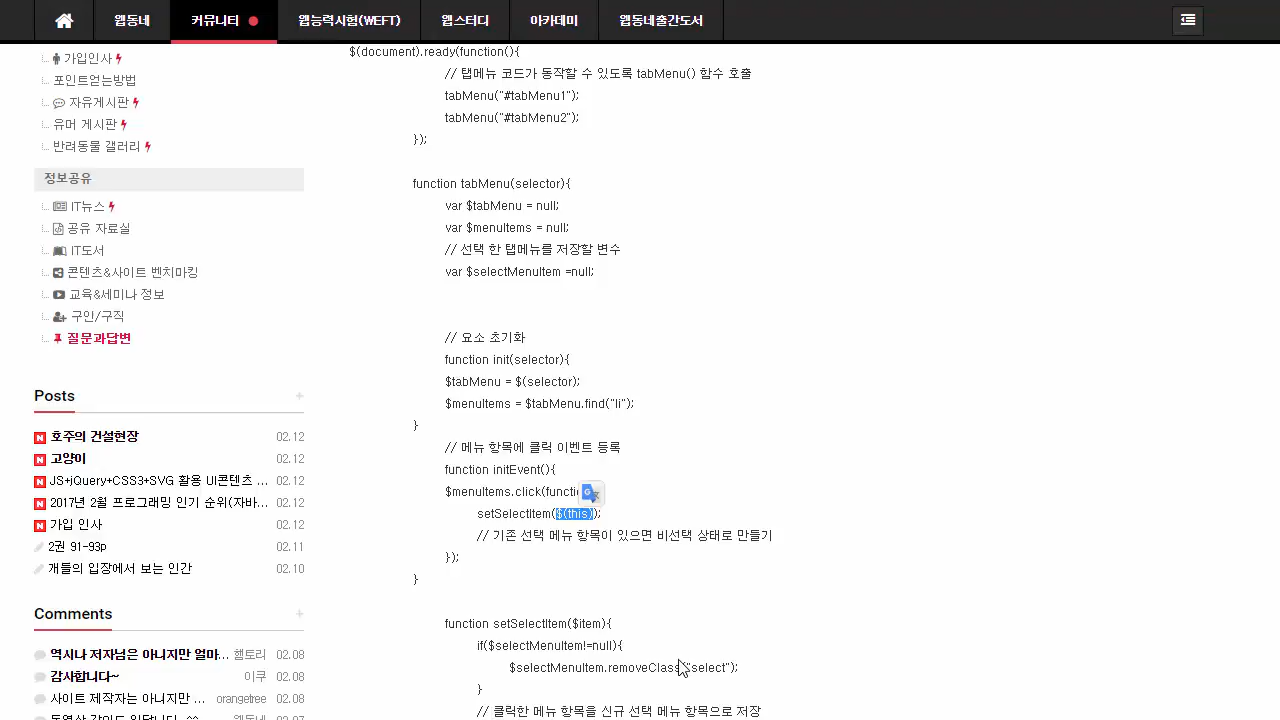 웹동네 커뮤니티 웹능력시험(WEFT) 웹스터디 아카데미 웹동네출간도서
가입인사
포인트얻는방법
자유게시판
유머 게시판
반려동물 갤러리
정보공유
IT뉴스
공유 자료실
IT도서
콘텐츠&사이트 벤치마킹
교육&세미나 정보
구인/구직
질문과답변
Posts +
N 호주의 건설현장 02.12
N 고양이 02.12
N JS+jQuery+CSS3+SVG 활용 UI콘텐츠 ... 02.12
N 2017년 2월 프로그래밍 인기 순위(자바... 02.12
N 가입 인사 02.12
2권 91-93p 02.11
개들의 입장에서 보는 인간 02.10
Comments +
역시나 저자님은 아니지만 얼마... 헬토리 02.08
감사합니다~ 이쿠 02.08
사이트 제작자는 아니지만 ... orangetree 02.08
$(document).ready(function(){
// 탭메뉴 코드가 동작할 수 있도록 tabMenu() 함수 호출
tabMenu("#tabMenu1");
tabMenu("#tabMenu2");
});
function tabMenu(selector){
var $tabMenu = null;
var $menuItems = null;
// 선택 한 탭메뉴를 저장할 변수
var $selectMenuItem =null;
// 요소 초기화
function init(selector){
$tabMenu = $(selector);
$menuItems = $tabMenu.find("li");
}
// 메뉴 항목에 클릭 이벤트 등록
function initEvent(){
$menuItems.click(functi
setSelectItem($(this));
// 기존 선택 메뉴 항목이 있으면 비선택 상태로 만들기
});
}
function setSelectItem($item){
if($selectMenuItem!=null){
$selectMenuItem.removeClass("select");
}
// 클릭한 메뉴 항목을 신규 선택 메뉴 항목으로 저장